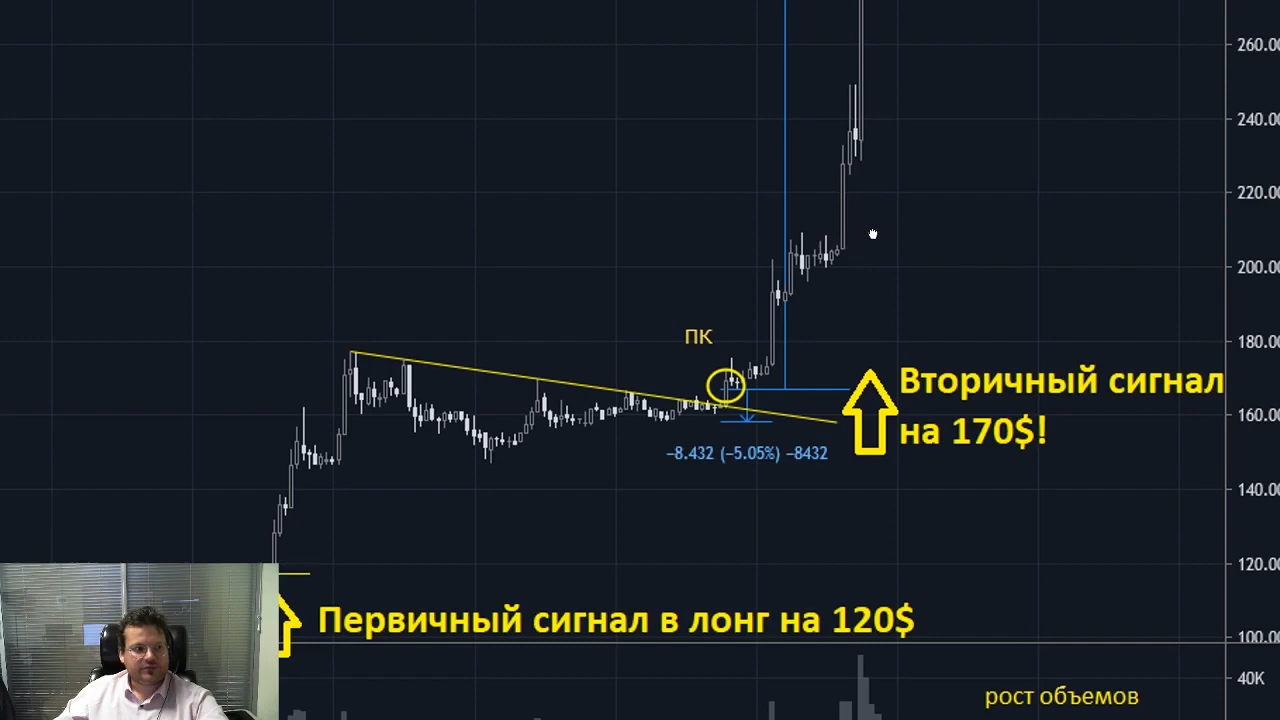 260.00
240.00
220.00
200.00
ПК
180.00
Вторичный сигнал
на 170$!
160.00
−8.432 (−5.05%) −8432
140.00
120.00
Первичный сигнал в лонг на 120$
100.00
40K
рост объемов